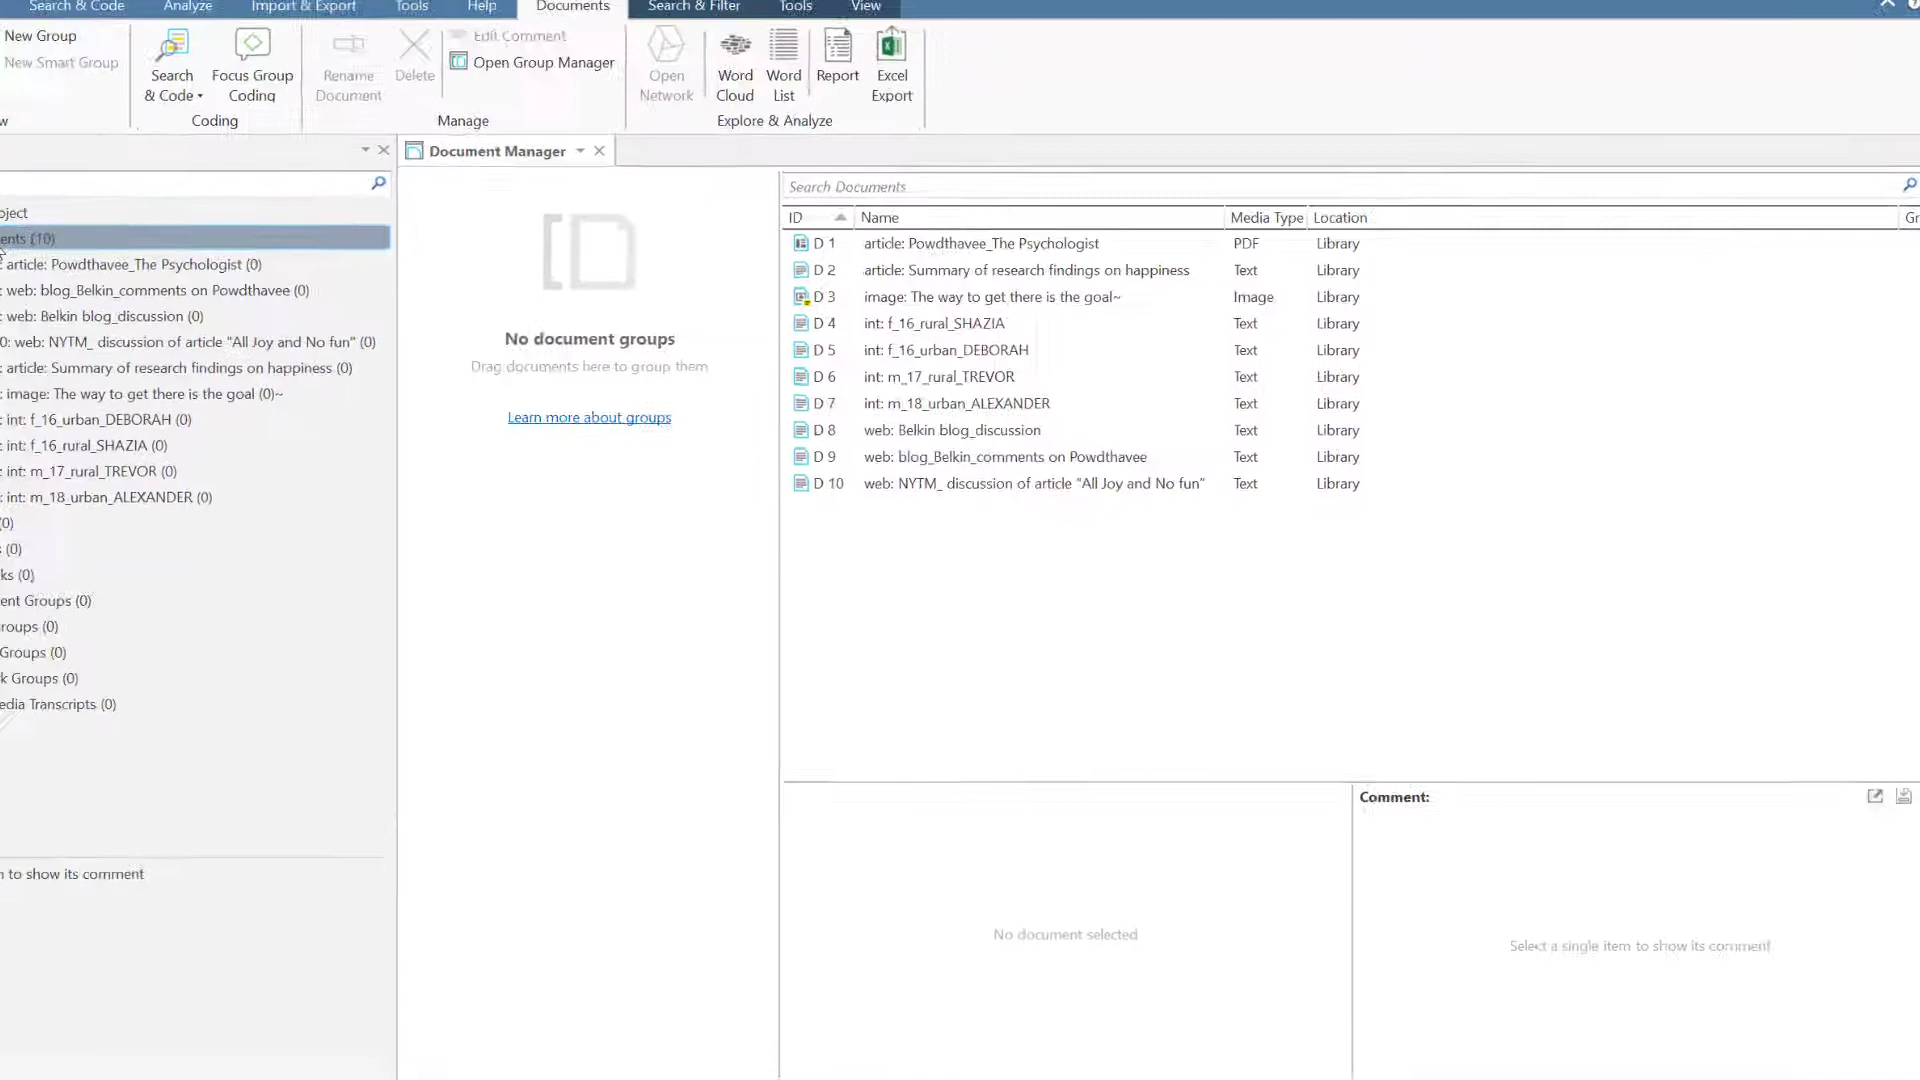 Search & Code Analyze Import & Export Tools Help Documents Search & Filter Tools View
New Group
New Smart Group
Search & Code
Focus Group Coding
Coding
Rename Document
Delete
Edit Comment
Open Group Manager
Manage
Open Network
Word Cloud
Word List
Report
Excel Export
Explore & Analyze
Document Manager
oject
ents (10)
: article: Powdthavee_The Psychologist (0)
: web: blog_Belkin_comments on Powdthavee (0)
: web: Belkin blog_discussion (0)
0: web: NYTM_ discussion of article “All Joy and No fun” (0)
: article: Summary of research findings on happiness (0)
: image: The way to get there is the goal (0)~
: int: f_16_urban_DEBORAH (0)
: int: f_16_rural_SHAZIA (0)
: int: m_17_rural_TREVOR (0)
: int: m_18_urban_ALEXANDER (0)
(0)
s (0)
ks (0)
ent Groups (0)
roups (0)
Groups (0)
k Groups (0)
edia Transcripts (0)
n to show its comment
No document groups
Drag documents here to group them
Learn more about groups
Search Documents
ID Name Media Type Location Gr
D 1 article: Powdthavee_The Psychologist PDF Library
D 2 article: Summary of research findings on happiness Text Library
D 3 image: The way to get there is the goal~ Image Library
D 4 int: f_16_rural_SHAZIA Text Library
D 5 int: f_16_urban_DEBORAH Text Library
D 6 int: m_17_rural_TREVOR Text Library
D 7 int: m_18_urban_ALEXANDER Text Library
D 8 web: Belkin blog_discussion Text Library
D 9 web: blog_Belkin_comments on Powdthavee Text Library
D 10 web: NYTM_ discussion of article “All Joy and No fun” Text Library
No document selected
Comment:
Select a single item to show its comment